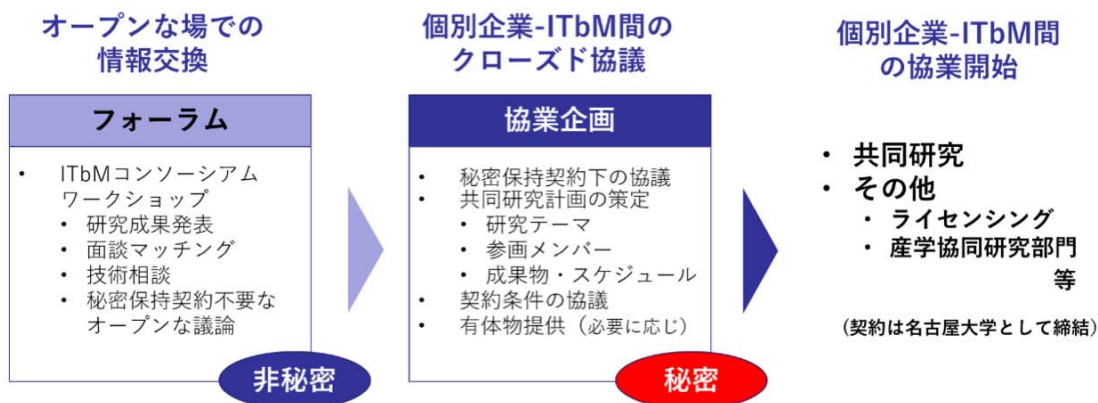 オープンな場での
情報交換
フォーラム
• ITbMコンソーシアム
ワークショップ
• 研究成果発表
• 面談マッチング
• 技術相談
• 秘密保持契約不要な
オープンな議論
非秘密
個別企業-ITbM間の
クローズド協議
協業企画
• 秘密保持契約下の協議
• 共同研究計画の策定
• 研究テーマ
• 参画メンバー
• 成果物・スケジュール
• 契約条件の協議
• 有体物提供（必要に応じ）
秘密
個別企業-ITbM間
の協業開始
• 共同研究
• その他
• ライセンシング
• 産学協同研究部門
等
（契約は名古屋大学として締結）